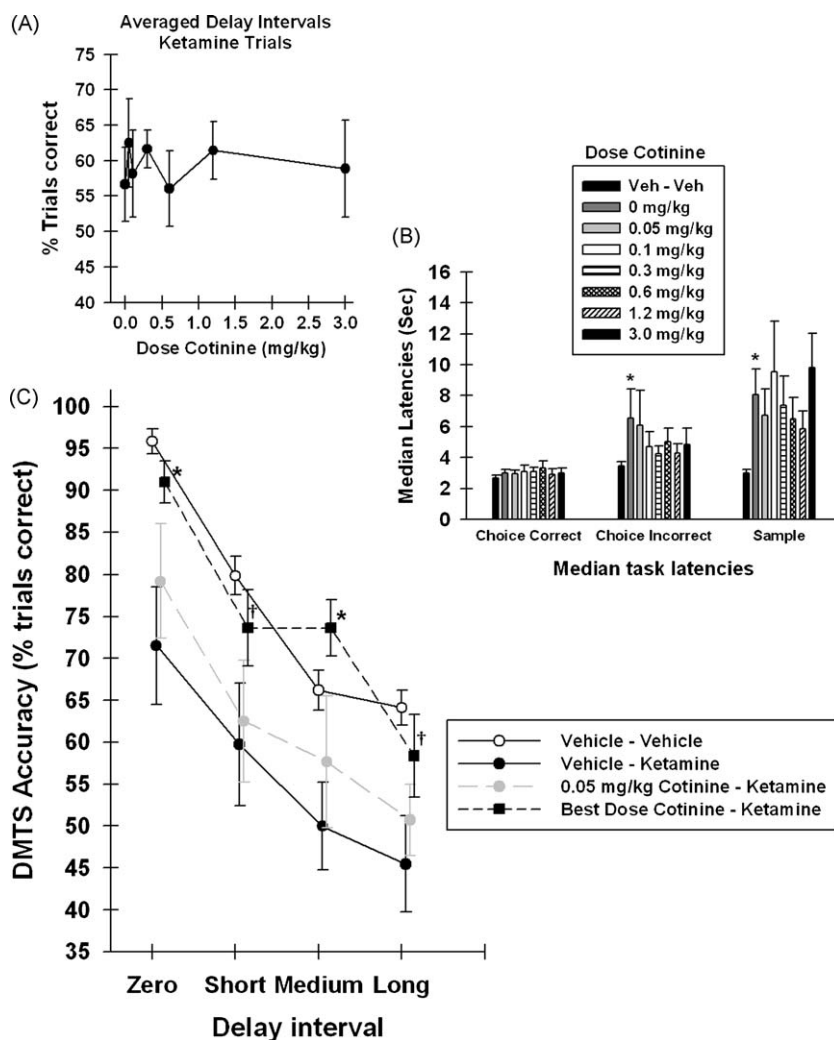 (A)
Averaged Delay Intervals
Ketamine Trials
% Trials correct
75
70
65
60
55
50
45
40
0.0 0.5 1.0 1.5 2.0 2.5 3.0
Dose Cotinine (mg/kg)
(B)
Dose Cotinine
Veh - Veh
0 mg/kg
0.05 mg/kg
0.1 mg/kg
0.3 mg/kg
0.6 mg/kg
1.2 mg/kg
3.0 mg/kg
Median Latencies (Sec)
16
14
12
10
8
6
4
2
0
*
*
Choice Correct Choice Incorrect Sample
Median task latencies
(C)
DMTS Accuracy (% trials correct)
100
95
90
85
80
75
70
65
60
55
50
45
40
35
*
†
*
†
Zero Short Medium Long
Delay interval
Vehicle - Vehicle
Vehicle - Ketamine
0.05 mg/kg Cotinine - Ketamine
Best Dose Cotinine - Ketamine